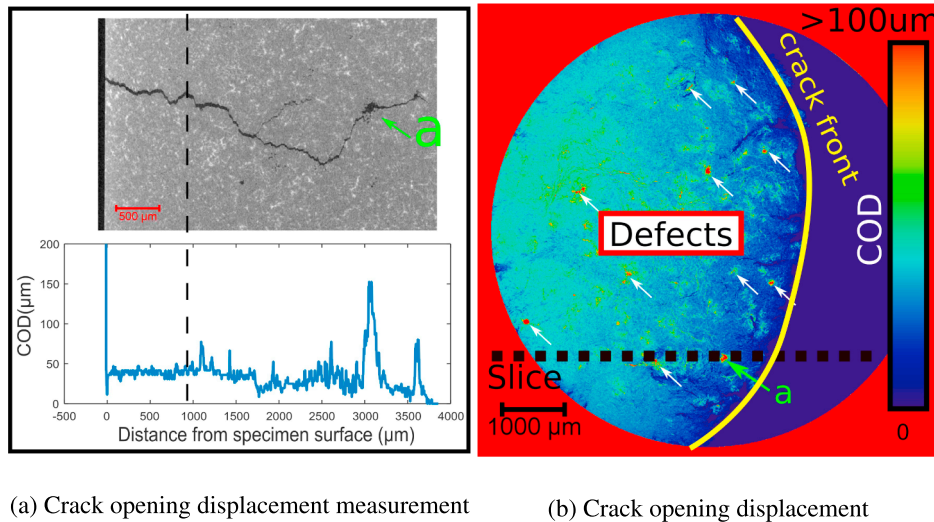 a
500 µm
200
150
100
50
0
COD(µm)
-500 0 500 1000 1500 2000 2500 3000 3500 4000
Distance from specimen surface (µm)
>100um
crack front
COD
Defects
Slice
a
1000 µm
0
(a) Crack opening displacement measurement
(b) Crack opening displacement